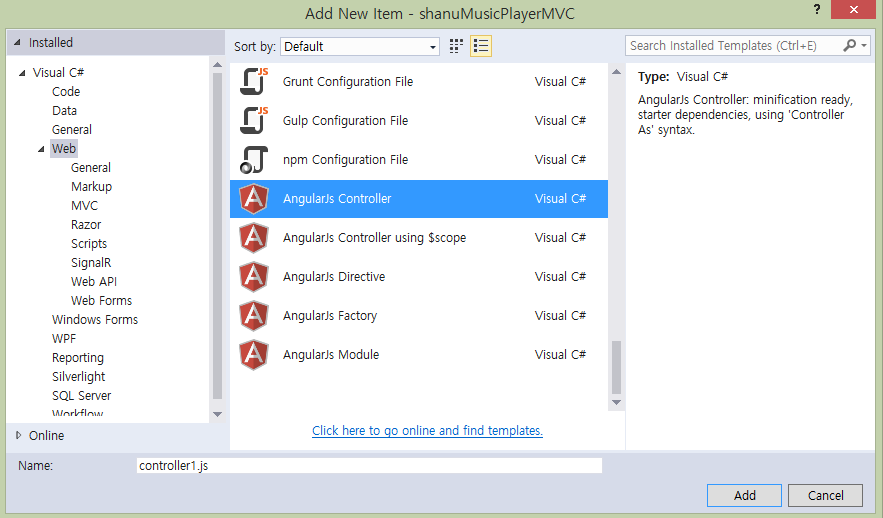 Add New Item - shanuMusicPlayerMVC
?
Installed
Sort by: Default
Search Installed Templates (Ctrl+E)
Visual C#
Code
Data
General
Web
General
Markup
MVC
Razor
Scripts
SignalR
Web API
Web Forms
Windows Forms
WPF
Reporting
Silverlight
SQL Server
Workflow
Online
Grunt Configuration File Visual C#
Gulp Configuration File Visual C#
npm Configuration File Visual C#
AngularJs Controller Visual C#
AngularJs Controller using $scope Visual C#
AngularJs Directive Visual C#
AngularJs Factory Visual C#
AngularJs Module Visual C#
Click here to go online and find templates.
Type: Visual C#
AngularJs Controller: minification ready,
starter dependencies, using 'Controller
As' syntax.
Name: controller1.js
Add Cancel